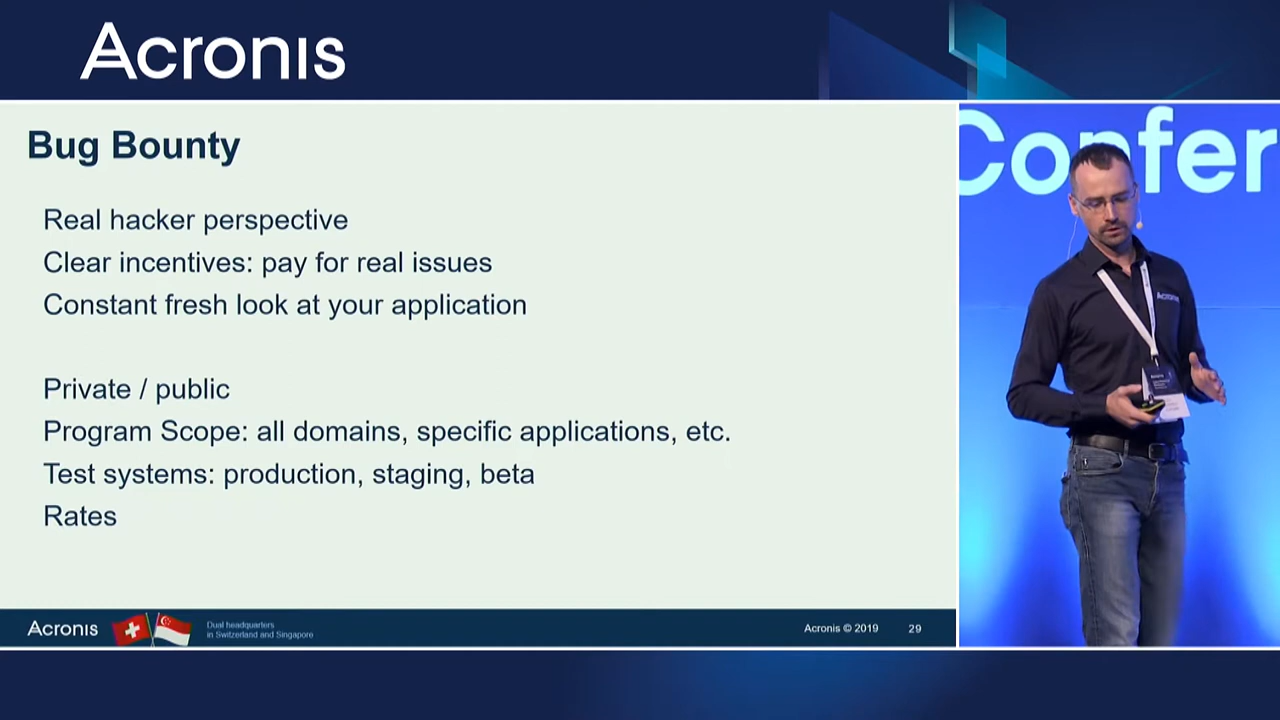 Acronis
Bug Bounty
Real hacker perspective
Clear incentives: pay for real issues
Constant fresh look at your application
Private / public
Program Scope: all domains, specific applications, etc.
Test systems: production, staging, beta
Rates
Acronis
Dual headquarters
in Switzerland and Singapore
Acronis © 2019
29
Confer
Acronis